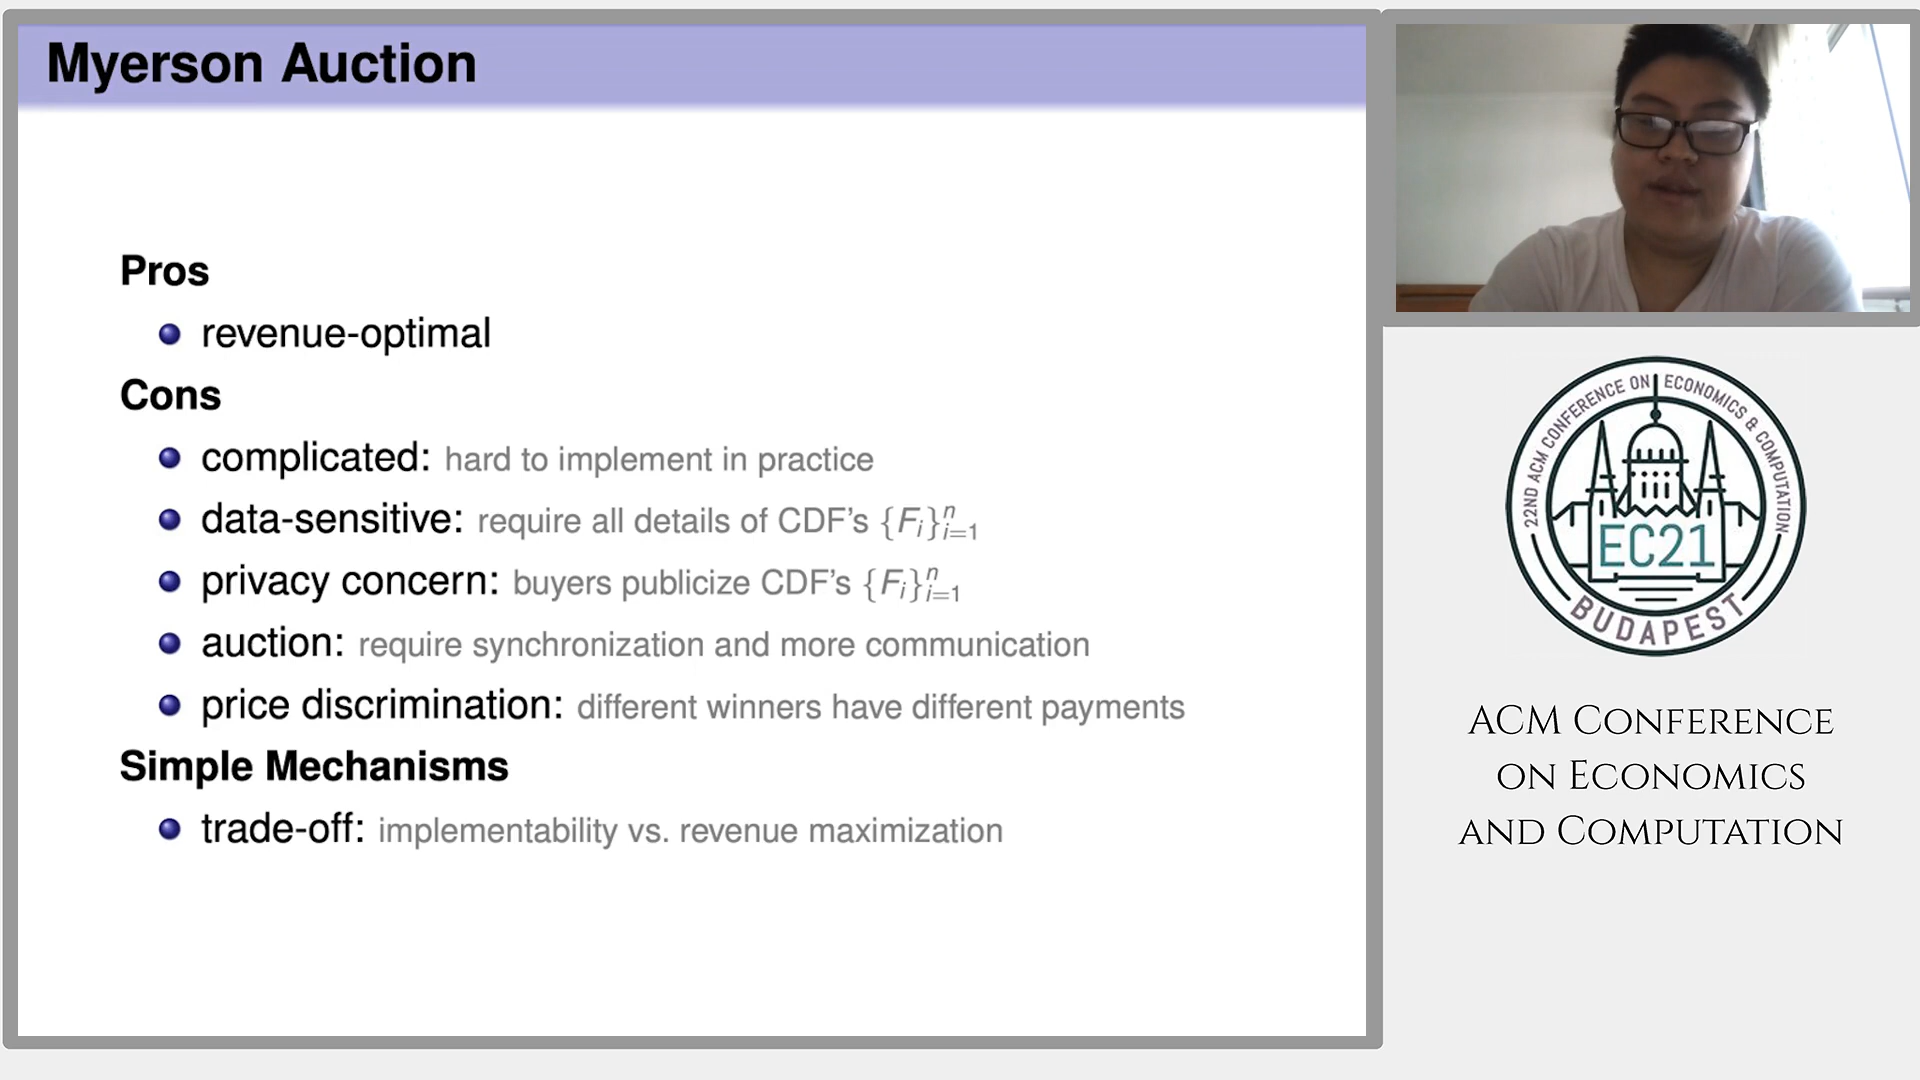 Myerson Auction
Pros
revenue-optimal
Cons
complicated: hard to implement in practice
data-sensitive: require all details of CDF's {F_i}_{i=1}^n
privacy concern: buyers publicize CDF's {F_i}_{i=1}^n
auction: require synchronization and more communication
price discrimination: different winners have different payments
Simple Mechanisms
trade-off: implementability vs. revenue maximization
22ND ACM CONFERENCE ON ECONOMICS & COMPUTATION
EC21
BUDAPEST
ACM Conference
on Economics
and Computation